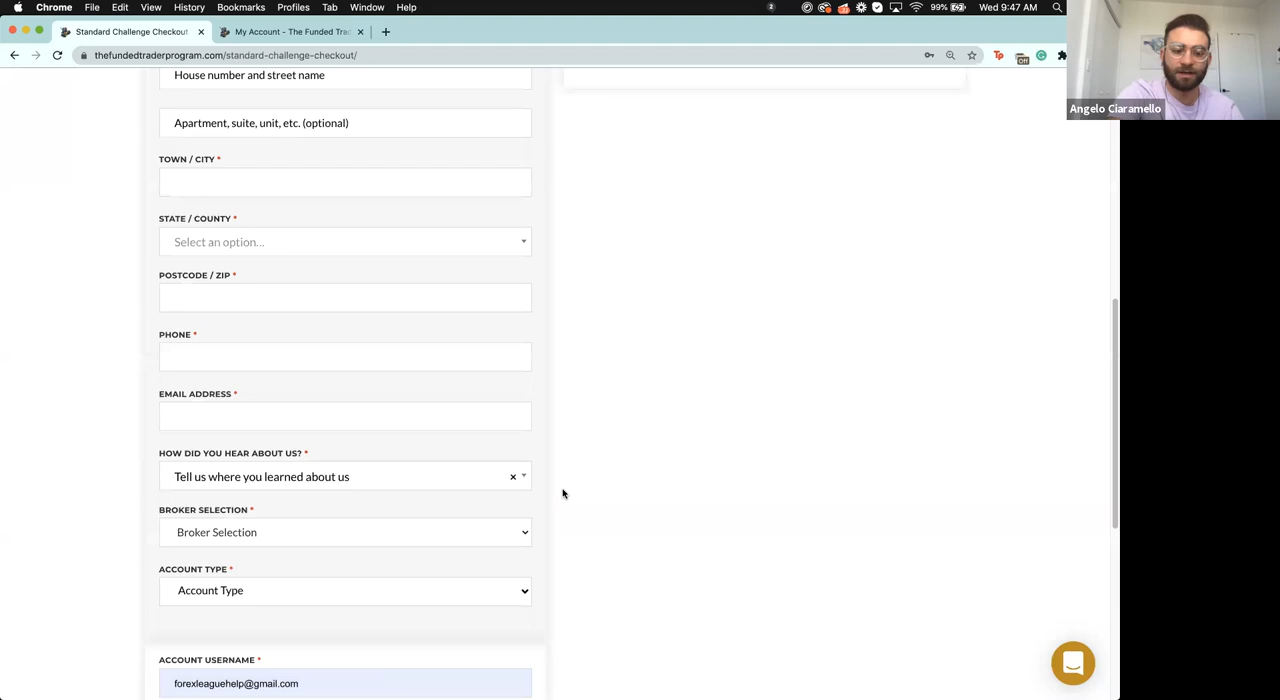 Chrome File Edit View History Bookmarks Profiles Tab Window Help 2 99% Wed 9:47 AM
Standard Challenge Checkout My Account - The Funded Tra
thefundedtraderprogram.com/standard-challenge-checkout/ Tp Off
Angelo Ciaramello
House number and street name
Apartment, suite, unit, etc. (optional)
TOWN / CITY *
STATE / COUNTY *
Select an option...
POSTCODE / ZIP *
PHONE *
EMAIL ADDRESS *
HOW DID YOU HEAR ABOUT US? *
Tell us where you learned about us ×
BROKER SELECTION *
Broker Selection
ACCOUNT TYPE *
Account Type
ACCOUNT USERNAME *
forexleaguehelp@gmail.com